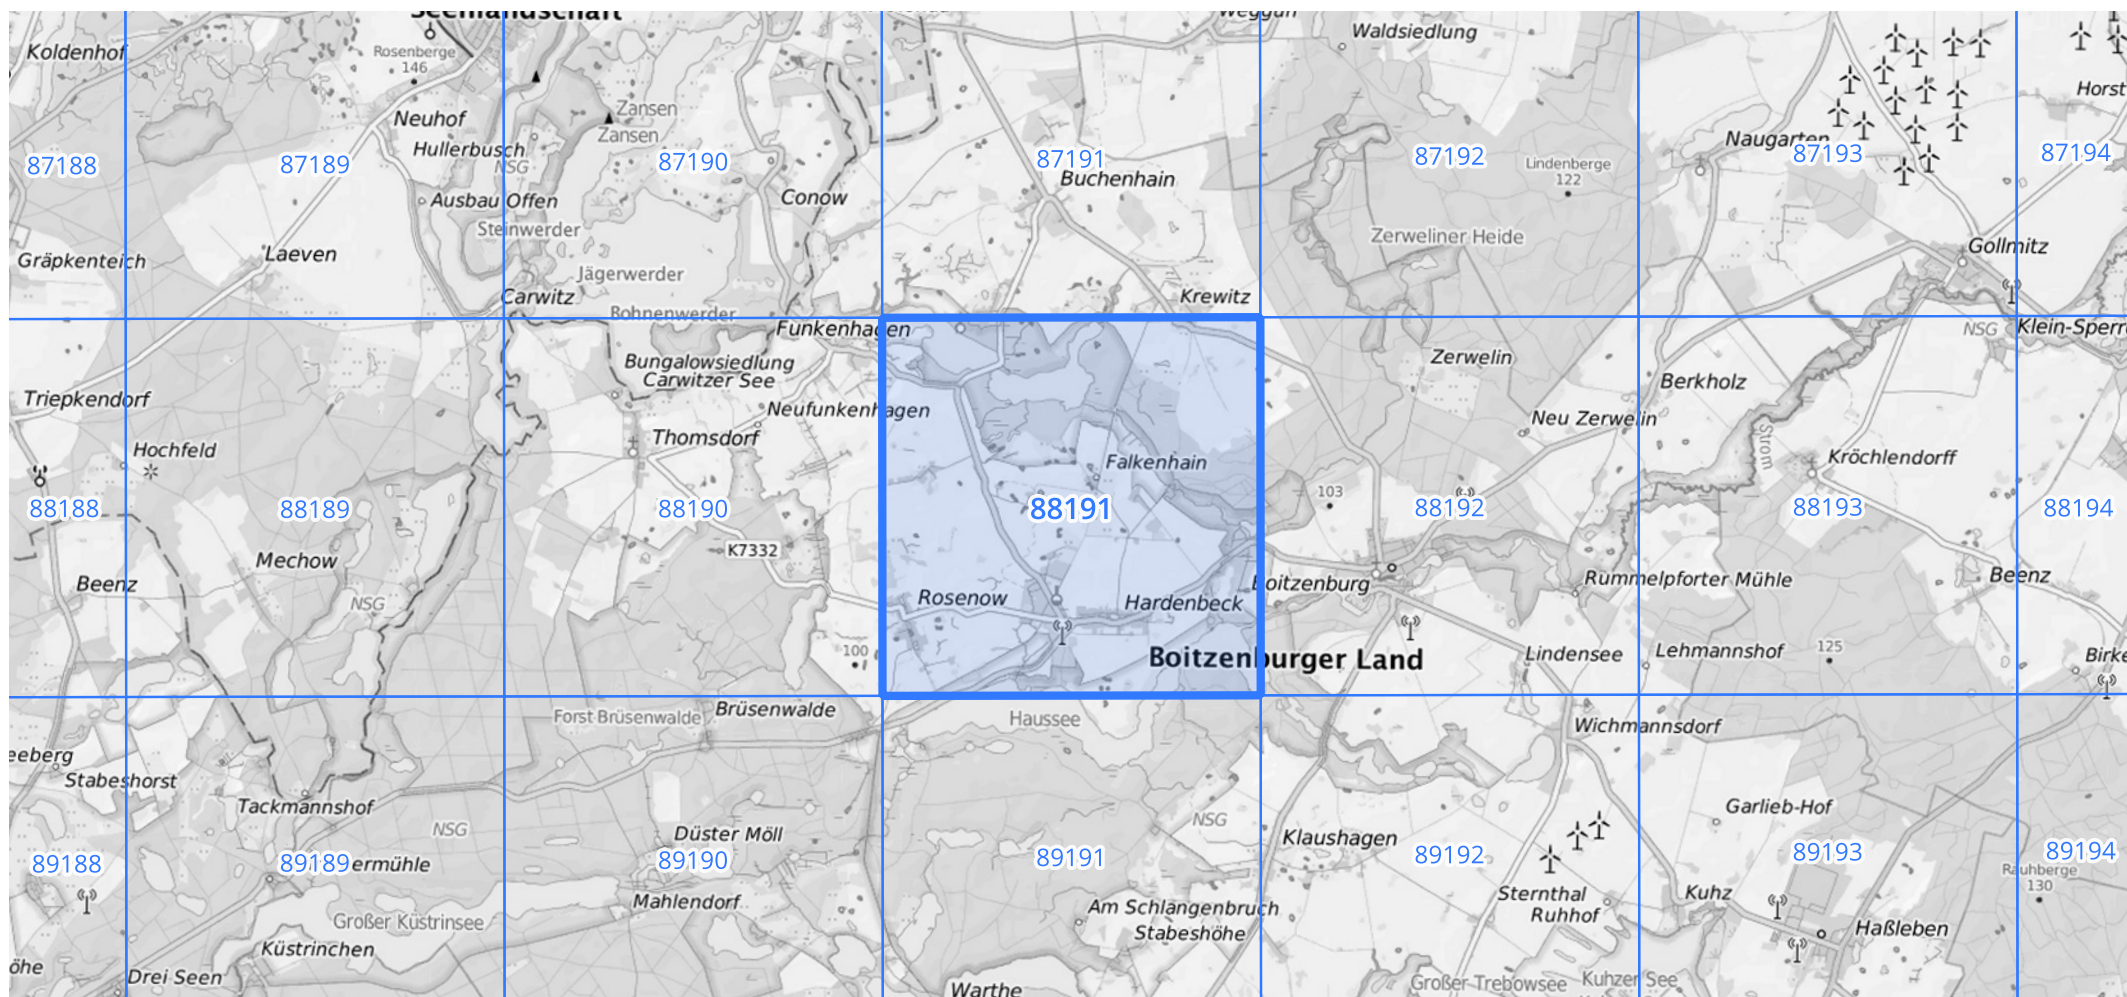 Seenlandschaft
Weggun
Koldenhof
Rosenberge
146
Waldsiedlung
Horst
Neuhof
Zansen
Zansen
Hullerbusch
NSG
Naugarten
87188
87189
87190
87191
87192
87193
87194
Lindenberge
122
Buchenhain
Ausbau Offen
Conow
Steinwerder
Zerweliner Heide
Gräpkenteich
Laeven
Jägerwerder
Gollmitz
Carwitz
Krewitz
Bohnenwerder
Funkenhagen
NSG
Klein-Sperr
Bungalowsiedlung
Carwitzer See
Zerwelin
Berkholz
Triepkendorf
Neufunkenhagen
Neu Zerwelin
Hochfeld
Thomsdorf
Strom
Falkenhain
Kröchlendorff
103
88188
88189
88190
88191
88192
88193
88194
K7332
Mechow
Beenz
Boitzenburg
Rummelpforter Mühle
Beenz
NSG
Rosenow
Hardenbeck
100
Boitzenburger Land
Lindensee
Lehmannshof
125
Birke
Forst Brüsenwalde
Brüsenwalde
Haussee
Wichmannsdorf
eeberg
Stabeshorst
Tackmannshof
Garlieb-Hof
NSG
Düster Möll
NSG
Klaushagen
89188
89189
ermühle
89190
89191
89192
89193
89194
Rauhberge
130
Mahlendorf
Am Schlangenbruch
Stabeshöhe
Sternthal
Ruhhof
Kuhz
Haßleben
Großer Küstrinsee
Küstrinchen
öhe
Drei Seen
Warthe
Großer Trebowsee
Kuhzer See